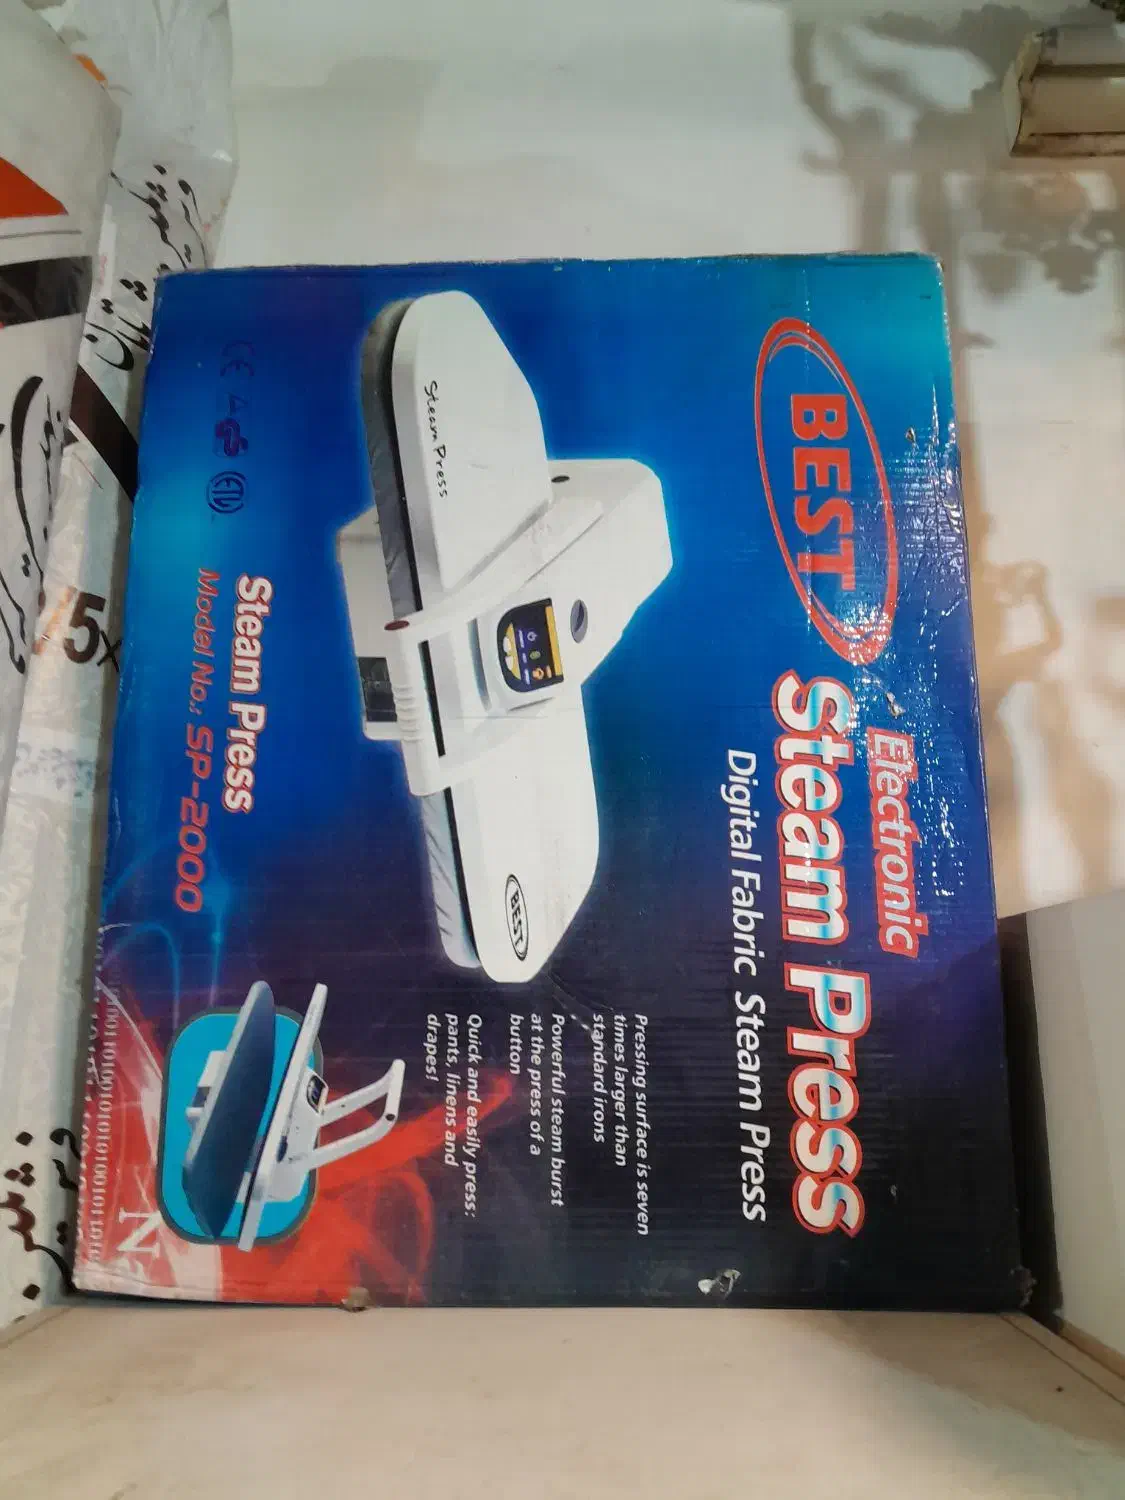 BEST
Electronic
Steam Press
Digital Fabric Steam Press
Steam Press
BEST
Pressing surface is seven
times larger than
standard irons
Powerful steam burst
at the press of a
button
Quick and easily press:
pants, linens and
drapes!
CE
Steam Press
Model No.: SP-2000
5x